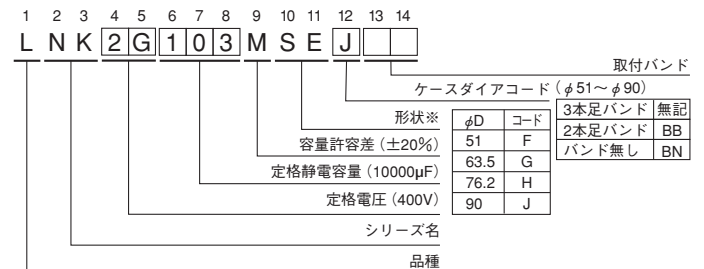 1 2 3 4 5 6 7 8 9 10 11 12 13 14
L N K 2 G 1 0 3 M S E J
取付バンド
ケースダイアコード (φ51〜φ90)
3本足バンド 無記
2本足バンド BB
バンド無し BN
形状※
φD コード
51 F
63.5 G
76.2 H
90 J
容量許容差 (±20%)
定格静電容量 (10000µF)
定格電圧 (400V)
シリーズ名
品種